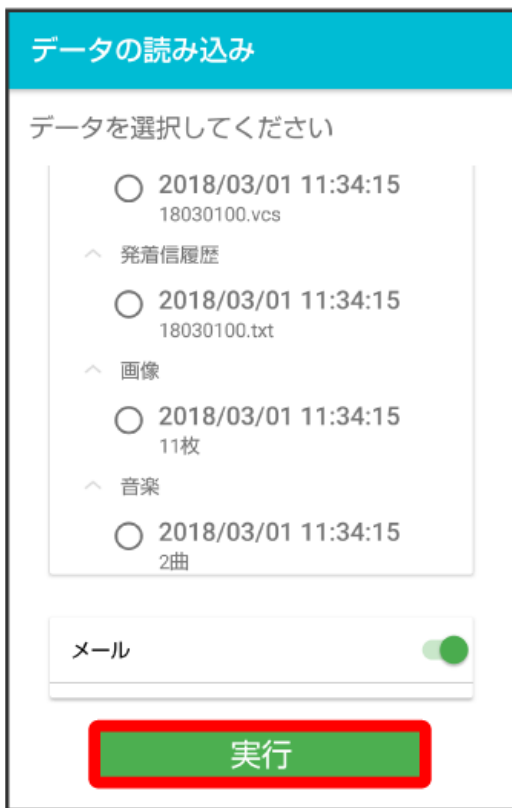 データの読み込み
データを選択してください
2018/03/01 11:34:15
18030100.vcs
発着信履歴
2018/03/01 11:34:15
18030100.txt
画像
2018/03/01 11:34:15
11枚
音楽
2018/03/01 11:34:15
2曲
メール
実行